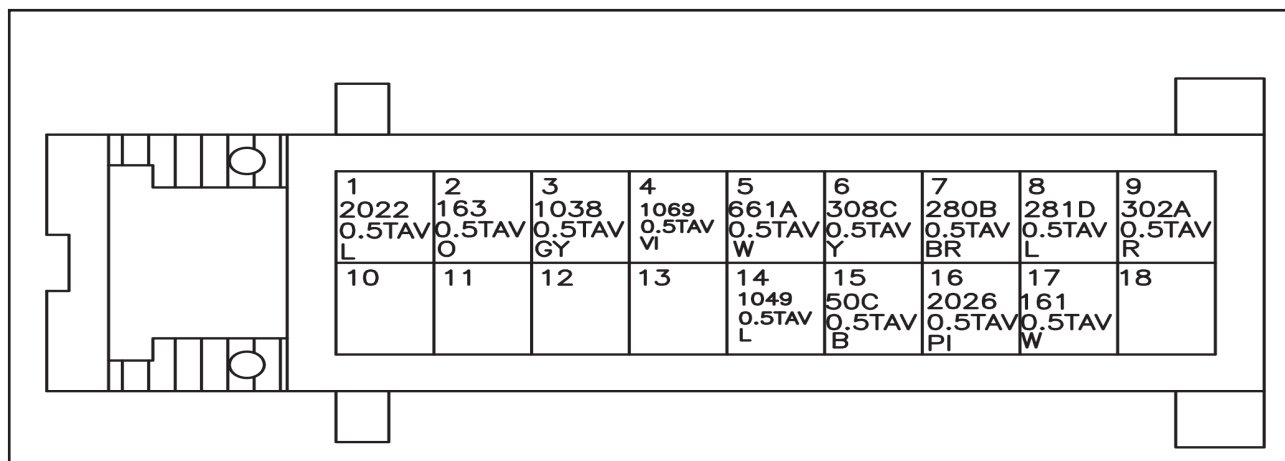 1 2 3 4 5 6 7 8 9
2022 163 1038 1069 661A 308C 280B 281D 302A
0.5TAV 0.5TAV 0.5TAV 0.5TAV 0.5TAV 0.5TAV 0.5TAV 0.5TAV 0.5TAV
L O GY VI W Y BR L R
10 11 12 13 14 15 16 17 18
1049 50C 2026 161
0.5TAV 0.5TAV 0.5TAV 0.5TAV
L B PI W